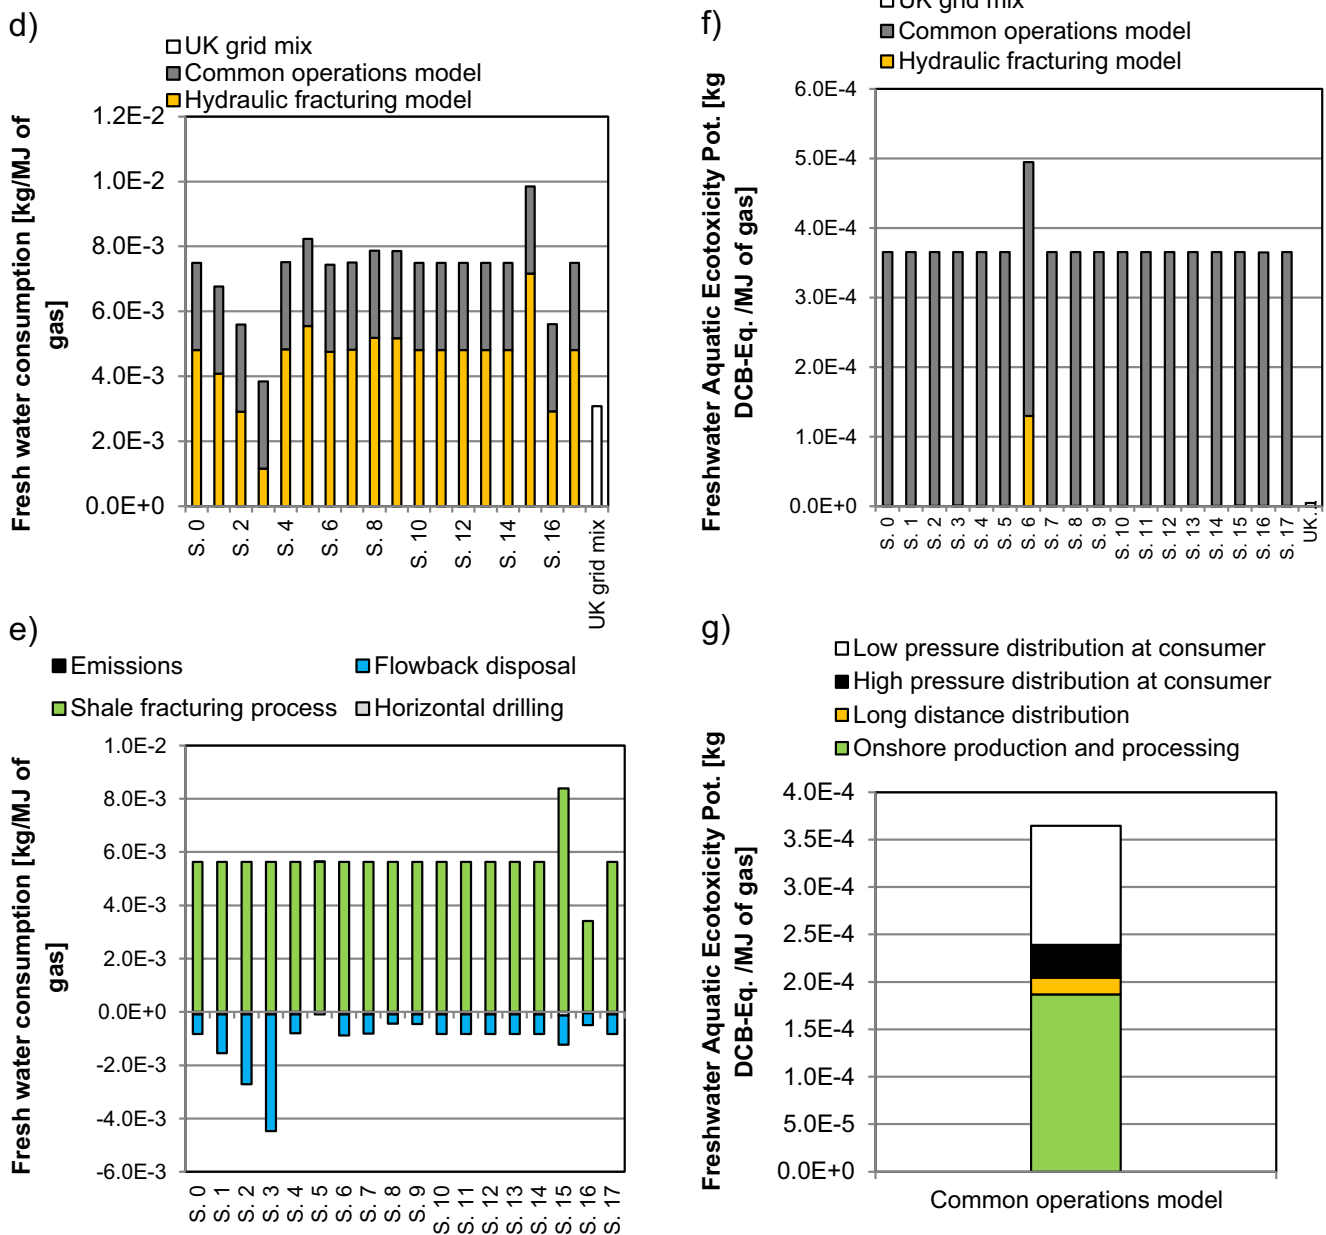 d)
UK grid mix
Common operations model
Hydraulic fracturing model
Fresh water consumption [kg/MJ of
gas]
1.2E-2
1.0E-2
8.0E-3
6.0E-3
4.0E-3
2.0E-3
0.0E+0
S. 0
S. 2
S. 4
S. 6
S. 8
S. 10
S. 12
S. 14
S. 16
UK grid mix
f)
UK grid mix
Common operations model
Hydraulic fracturing model
Freshwater Aquatic Ecotoxicity Pot. [kg
DCB-Eq. /MJ of gas]
6.0E-4
5.0E-4
4.0E-4
3.0E-4
2.0E-4
1.0E-4
0.0E+0
S. 0
S. 1
S. 2
S. 3
S. 4
S. 5
S. 6
S. 7
S. 8
S. 9
S. 10
S. 11
S. 12
S. 13
S. 14
S. 15
S. 16
S. 17
e)
Emissions
Flowback disposal
Shale fracturing process
Horizontal drilling
Fresh water consumption [kg/MJ of
gas]
1.0E-2
8.0E-3
6.0E-3
4.0E-3
2.0E-3
0.0E+0
-2.0E-3
-4.0E-3
-6.0E-3
S. 0
S. 1
S. 2
S. 3
S. 4
S. 5
S. 6
S. 7
S. 8
S. 9
S. 10
S. 11
S. 12
S. 13
S. 14
S. 15
S. 16
S. 17
g)
Low pressure distribution at consumer
High pressure distribution at consumer
Long distance distribution
Onshore production and processing
Freshwater Aquatic Ecotoxicity Pot. [kg
DCB-Eq. /MJ of gas]
4.0E-4
3.5E-4
3.0E-4
2.5E-4
2.0E-4
1.5E-4
1.0E-4
5.0E-5
0.0E+0
Common operations model